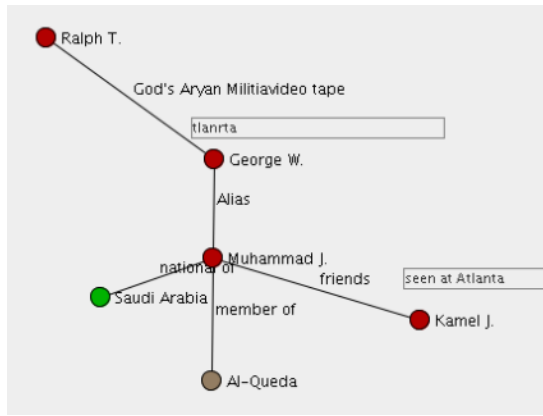 Ralph T.
God's Aryan Militiavideo tape
tlanrta
George W.
Alias
Muhammad J.
national of
friends
seen at Atlanta
Saudi Arabia
member of
Kamel J.
Al-Queda